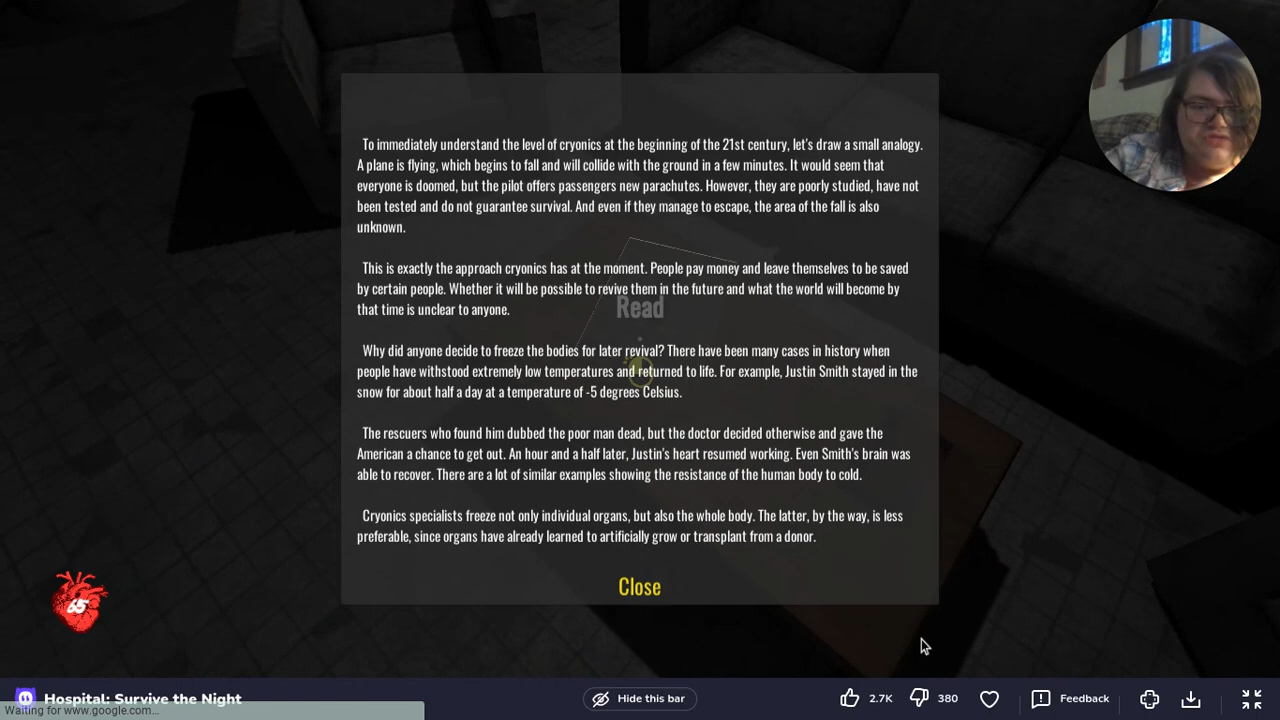 To immediately understand the level of cryonics at the beginning of the 21st century, let's draw a small analogy.
A plane is flying, which begins to fall and will collide with the ground in a few minutes. It would seem that
everyone is doomed, but the pilot offers passengers new parachutes. However, they are poorly studied, have not
been tested and do not guarantee survival. And even if they manage to escape, the area of the fall is also
unknown.
This is exactly the approach cryonics has at the moment. People pay money and leave themselves to be saved
by certain people. Whether it will be possible to revive them in the future and what the world will become by
that time is unclear to anyone.
Read
Why did anyone decide to freeze the bodies for later revival? There have been many cases in history when
people have withstood extremely low temperatures and returned to life. For example, Justin Smith stayed in the
snow for about half a day at a temperature of -5 degrees Celsius.
The rescuers who found him dubbed the poor man dead, but the doctor decided otherwise and gave the
American a chance to get out. An hour and a half later, Justin's heart resumed working. Even Smith's brain was
able to recover. There are a lot of similar examples showing the resistance of the human body to cold.
Cryonics specialists freeze not only individual organs, but also the whole body. The latter, by the way, is less
preferable, since organs have already learned to artificially grow or transplant from a donor.
Close
65
Hospital: Survive the Night
Hide this bar
2.7K
380
Feedback
Waiting for www.google.com...